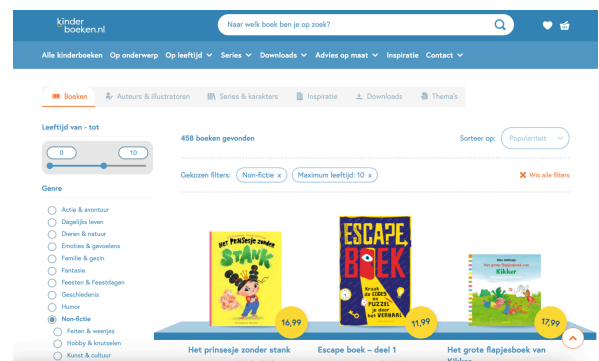 kinder
boeken.nl
Naar welk boek ben je op zoek?
Alle kinderboeken Op onderwerp Op leeftijd Series Downloads Advies op maat Inspiratie Contact
Boeken Auteurs & Illustratoren Series & karakters Inspiratie Downloads Thema's
Leeftijd van - tot
0 10
458 boeken gevonden
Sorteer op: Populariteit
Gekozen filters: Non-fictie x Maximum leeftijd: 10 x Wis alle filters
Genre
Actie & avontuur
Dagelijks leven
Dieren & natuur
Emoties & gevoelens
Familie & gezin
Fantasie
Feesten & Feestdagen
Geschiedenis
Humor
Non-fictie
Feiten & weetjes
Hobby & knutselen
Kunst & cultuur
HET PRINSESJE ZONDER
STANK
16,99
Het prinsesje zonder stank
ESCAPE
BOEK
Kraak
de CODES
en
PUZZEL
je door
het VERHAAL
11,99
Escape boek – deel 1
Het grote flapjesboek van
Kikker
17,99
Het grote flapjesboek van
Kikker